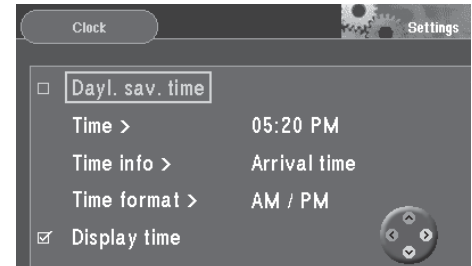 Clock Settings
Dayl. sav. time
Time > 05:20 PM
Time info > Arrival time
Time format > AM / PM
Display time